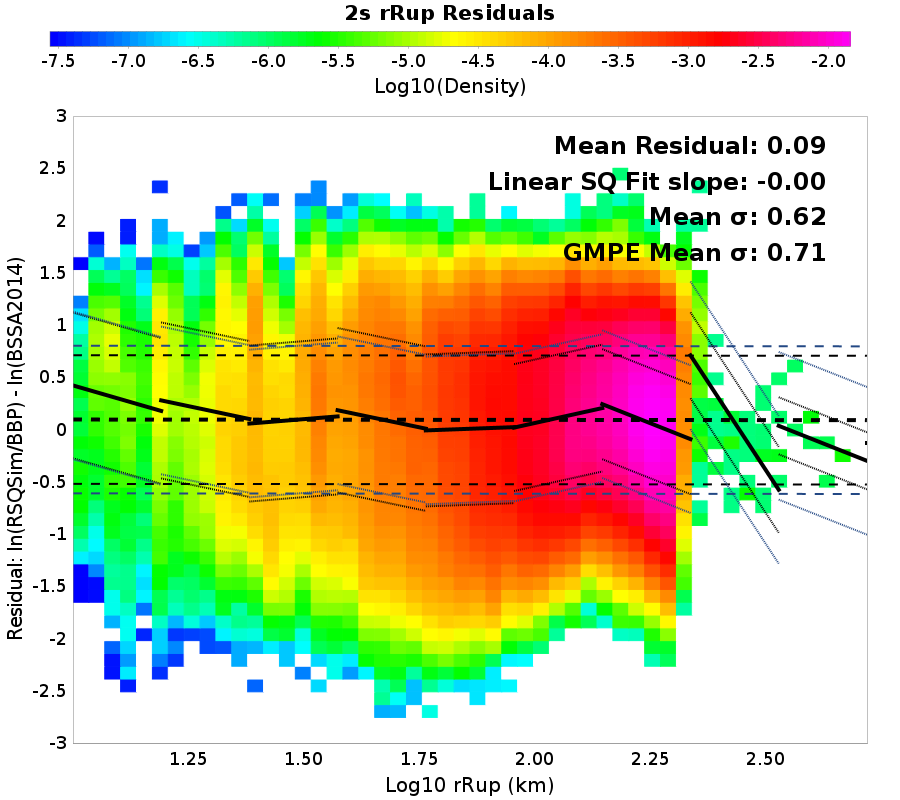 2s rRup Residuals
-7.5 -7.0 -6.5 -6.0 -5.5 -5.0 -4.5 -4.0 -3.5 -3.0 -2.5 -2.0
Log10(Density)
Mean Residual: 0.09
Linear SQ Fit slope: -0.00
Mean σ: 0.62
GMPE Mean σ: 0.71
Residual: ln(RSQSim/BBP) - ln(BSSA2014)
3
2.5
2
1.5
1
0.5
0
-0.5
-1
-1.5
-2
-2.5
-3
1.25 1.50 1.75 2.00 2.25 2.50
Log10 rRup (km)